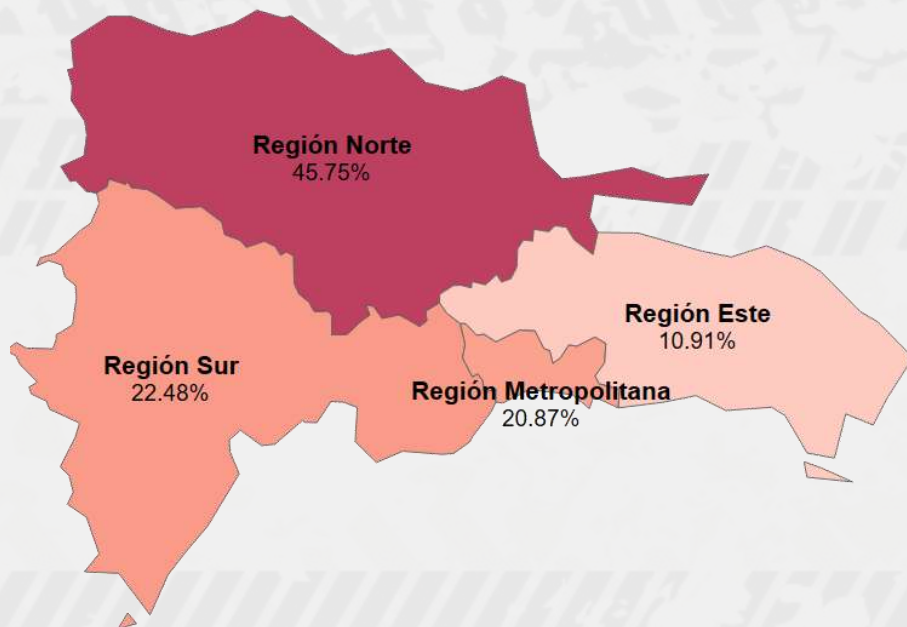 Región Norte
45.75%
Región Este
10.91%
Región Sur
22.48%
Región Metropolitana
20.87%